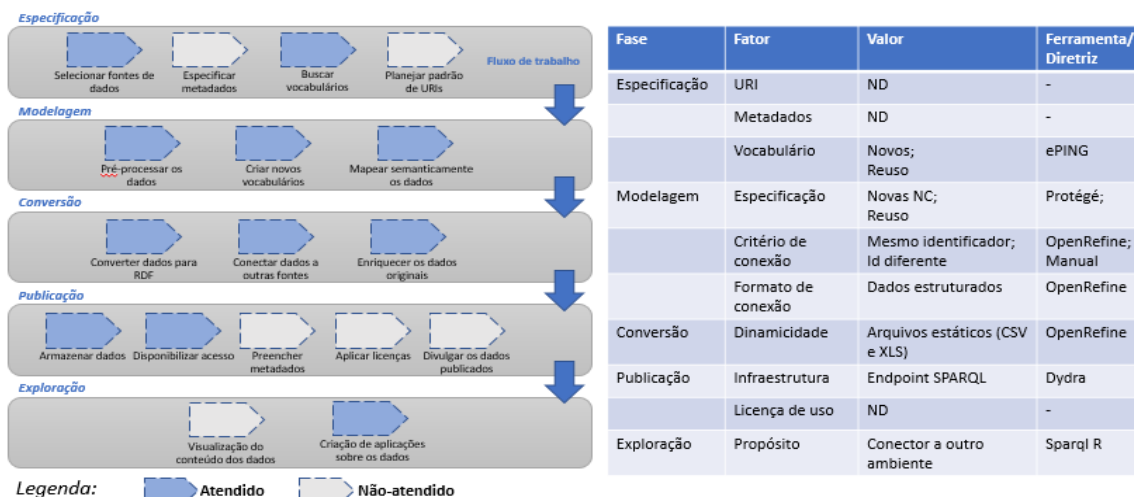 Especificação
Selecionar fontes de
dados
Especificar
metadados
Buscar
vocabulários
Planejar padrão
de URIs
Fluxo de trabalho
Modelagem
Pré-processar os
dados
Criar novos
vocabulários
Mapear semanticamente
os dados
Conversão
Converter dados para
RDF
Conectar dados a
outras fontes
Enriquecer os dados
originais
Publicação
Armazenar dados
Disponibilizar acesso
Preencher
metadados
Aplicar licenças
Divulgar os dados
publicados
Exploração
Visualização do
conteúdo dos dados
Criação de aplicações
sobre os dados
Legenda:
Atendido
Não-atendido
Fase Fator Valor Ferramenta/
Diretriz
Especificação URI ND -
Metadados ND -
Vocabulário Novos; ePING
Reuso
Modelagem Especificação Novas NC; Protégé;
Reuso
Critério de Mesmo identificador; OpenRefine;
conexão Id diferente Manual
Formato de Dados estruturados OpenRefine
conexão
Conversão Dinamicidade Arquivos estáticos (CSV OpenRefine
e XLS)
Publicação Infraestrutura Endpoint SPARQL Dydra
Licença de uso ND -
Exploração Propósito Conector a outro Sparql R
ambiente